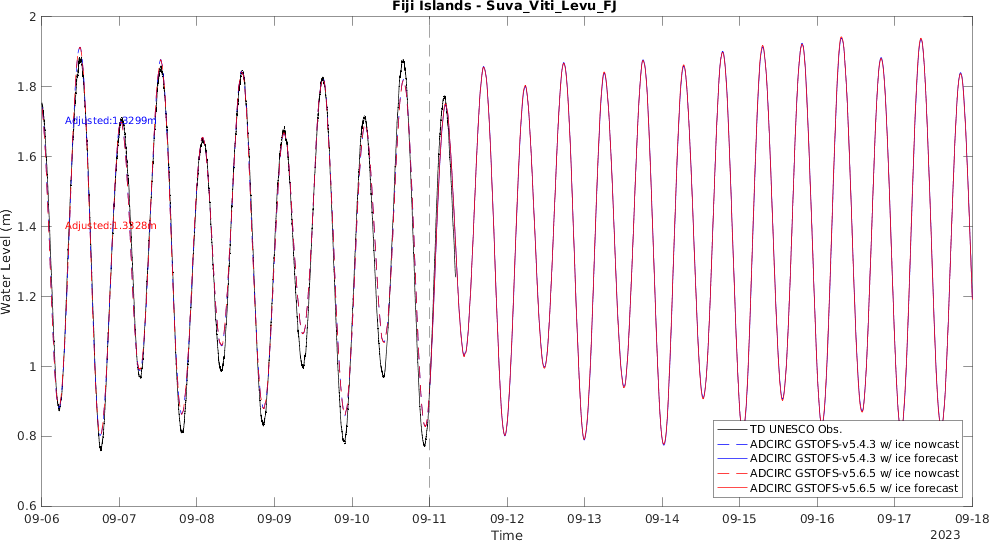 Fiji Islands - Suva_Viti_Levu_FJ
Water Level (m)
2
1.8
1.6
1.4
1.2
1
0.8
0.6
Adjusted:1.3299m
Adjusted:1.3328m
TD UNESCO Obs.
ADCIRC GSTOFS-v5.4.3 w/ ice nowcast
ADCIRC GSTOFS-v5.4.3 w/ ice forecast
ADCIRC GSTOFS-v5.6.5 w/ ice nowcast
ADCIRC GSTOFS-v5.6.5 w/ ice forecast
09-06 09-07 09-08 09-09 09-10 09-11 09-12 09-13 09-14 09-15 09-16 09-17 09-18
Time
2023